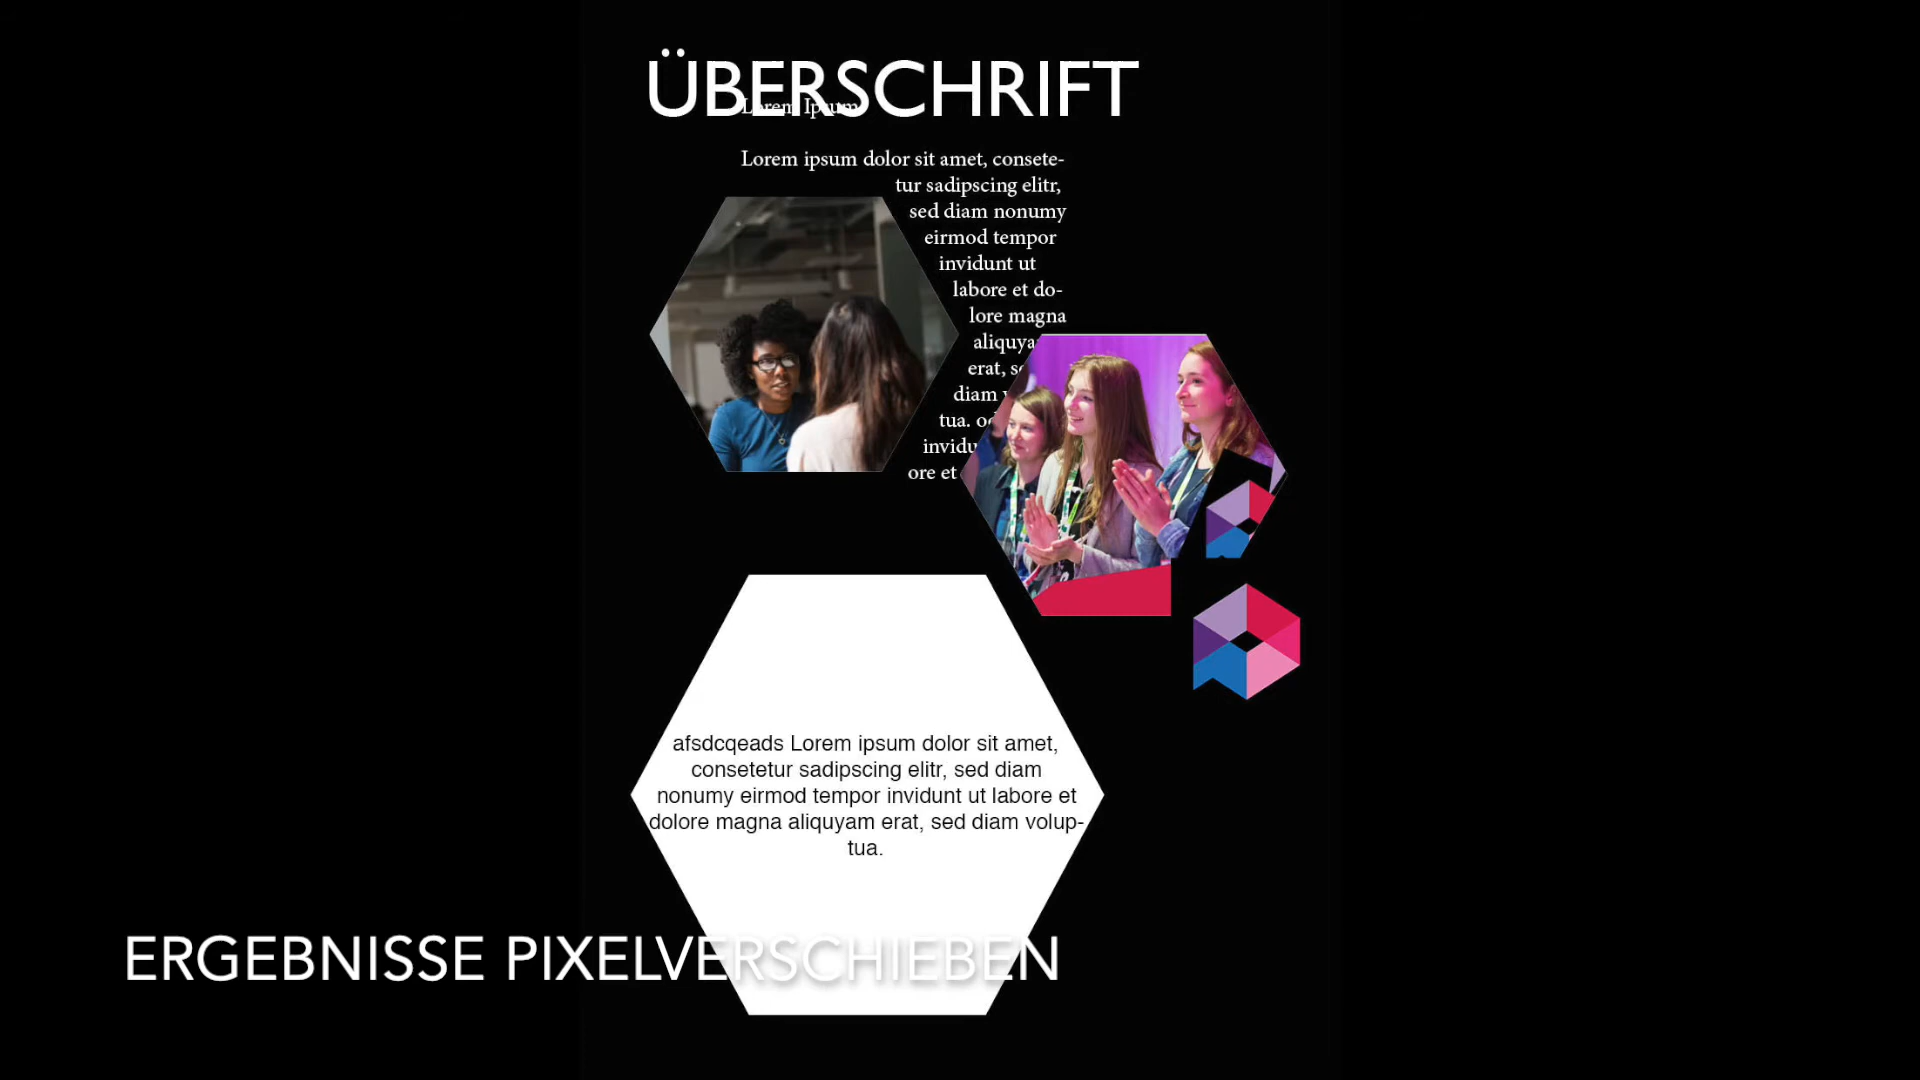 ÜBERSCHRIFT
Lorem Ipsum
Lorem ipsum dolor sit amet, consete-
tur sadipscing elitr,
sed diam nonumy
eirmod tempor
invidunt ut
labore et do-
lore magna
aliquya
erat, se
diam v
tua. od
invidu
ore et
afsdcqeads Lorem ipsum dolor sit amet,
consetetur sadipscing elitr, sed diam
nonumy eirmod tempor invidunt ut labore et
dolore magna aliquyam erat, sed diam volup-
tua.
ERGEBNISSE PIXELVERSCHIEBEN